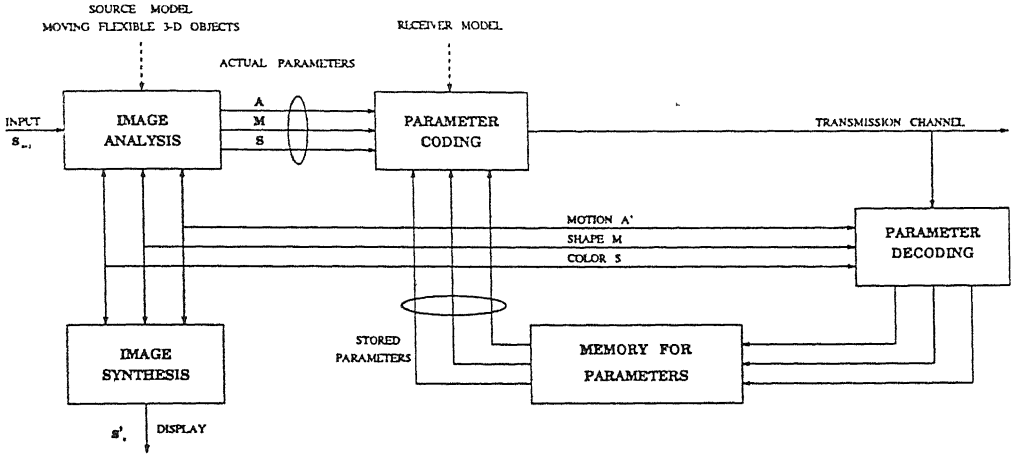 SOURCE MODEL
MOVING FLEXIBLE 3-D OBJECTS
RECEIVER MODEL
ACTUAL PARAMETERS
INPUT
IMAGE
ANALYSIS
A
M
S
PARAMETER
CODING
TRANSMISSION CHANNEL
MOTION A'
SHAPE M
COLOR S
PARAMETER
DECODING
IMAGE
SYNTHESIS
STORED
PARAMETERS
MEMORY FOR
PARAMETERS
DISPLAY